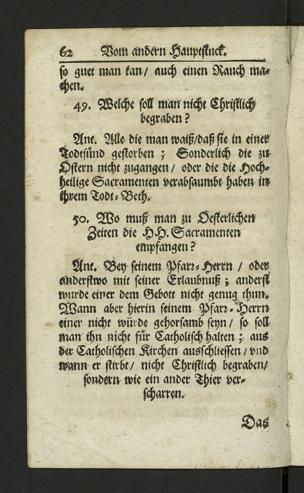 62 Vom andern Hauptstuck.
so guet man kan / auch einen Rauch ma-
chen.
49. Welche soll man nicht Christlich
begraben ?
Ant. Alle die man waiß / daß sie in einer
Todtsünd gestorben ; Sonderlich die zu
Ostern nicht zugangen / oder die die Hoch-
heilige Sacramenten verabsaumbt haben in
ihrem Todt-Beth.
50. Wo muß man zu Oesterlichen
Zeiten die H.H. Sacramenten
empfangen ?
Ant. Bey seinem Pfarr-Herrn / oder
anderstwo mit seiner Erlaubnuß ; anderst
wurde einer dem Gebott nicht genug thun.
Wann aber hierin seinem Pfarr-Herrn
einer nicht würde gehorsamb seyn / so soll
man ihn nicht für Catholisch halten ; aus
der Catholischen Kirchen ausschliessen / vnd
wann er stirbt / nicht Christlich begraben /
sondern wie ein ander Thier ver-
scharren.
Das